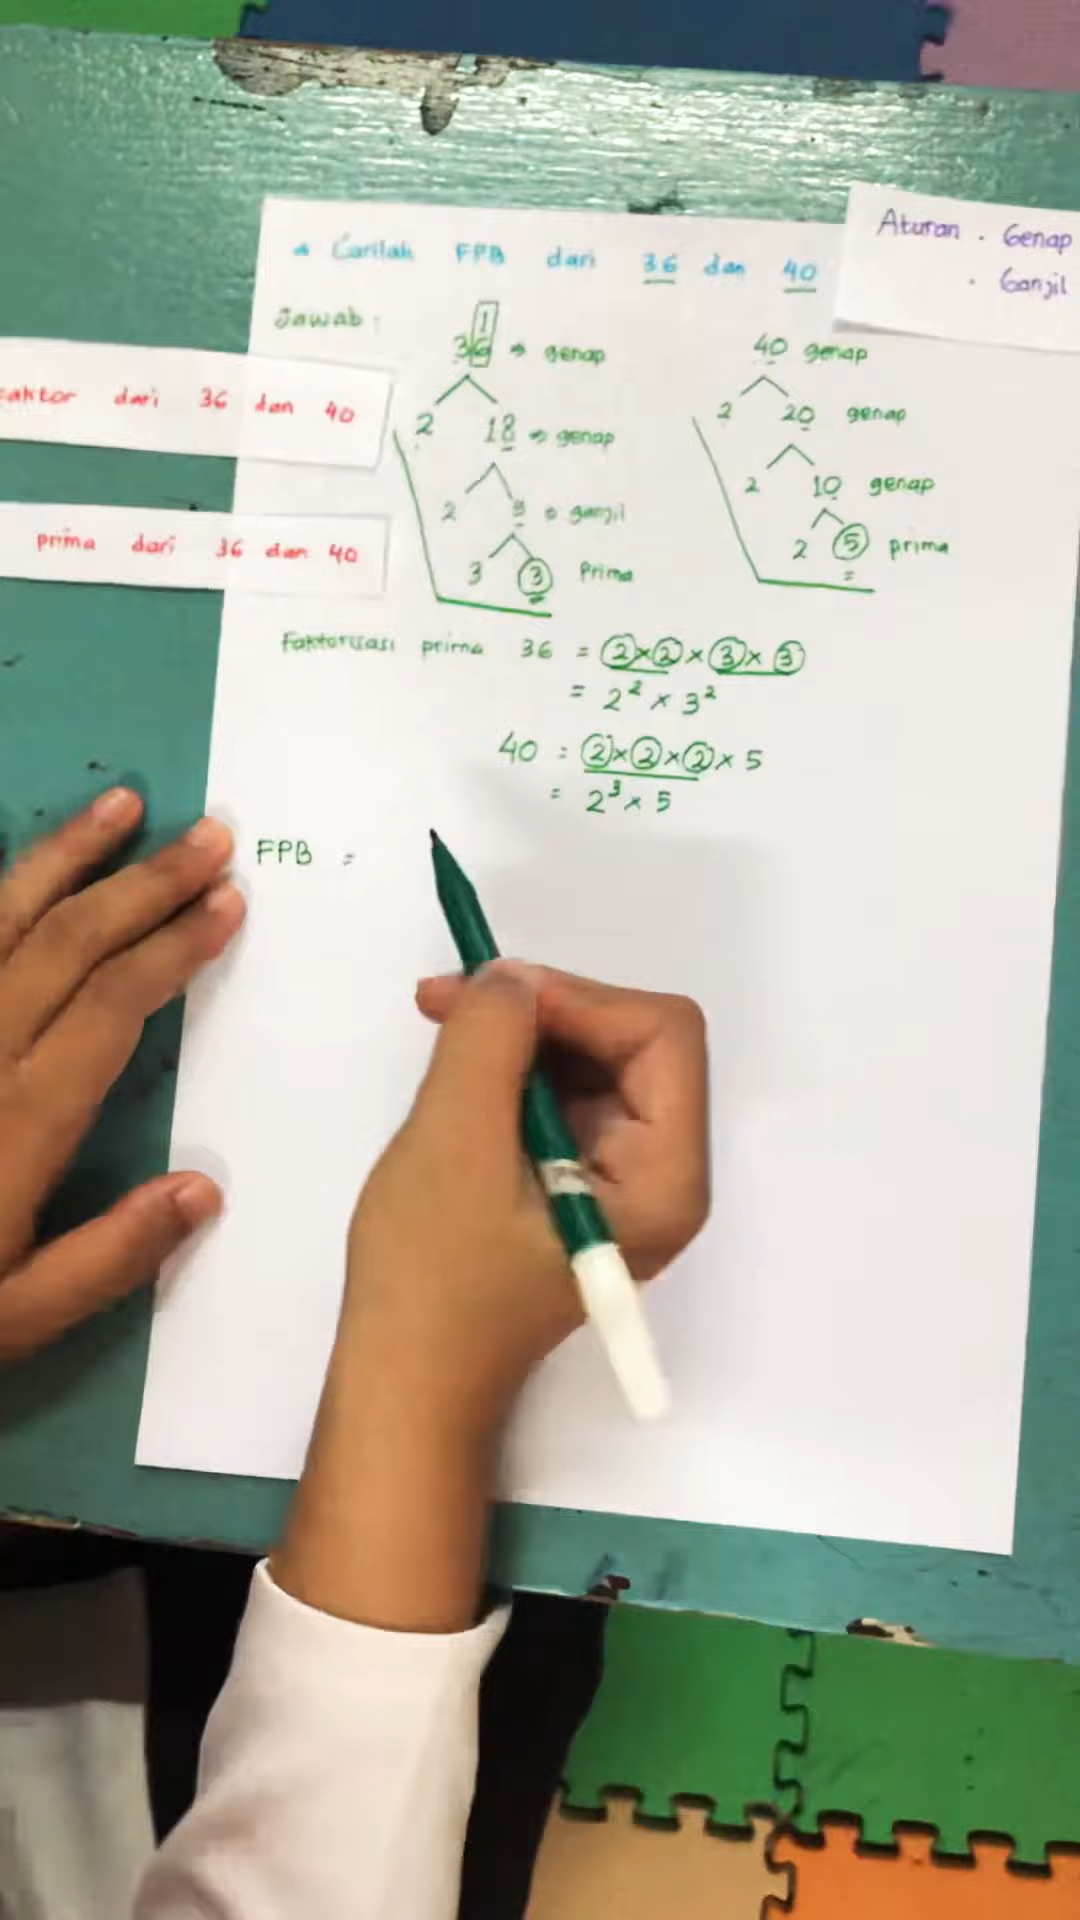 ▲ Carilah FPB dari 36 dan 40
Aturan . Genap
. Ganjil
Jawab :
1
36 → genap
2 18 → genap
2 9 → ganjil
3 3 Prima
40 genap
2 20 genap
2 10 genap
2 5 prima
=
faktor dari 36 dan 40
prima dari 36 dan 40
Faktorisasi prima 36 = 2 × 2 × 3 × 3
= 2² × 3²
40 = 2 × 2 × 2 × 5
= 2³ × 5
FPB =